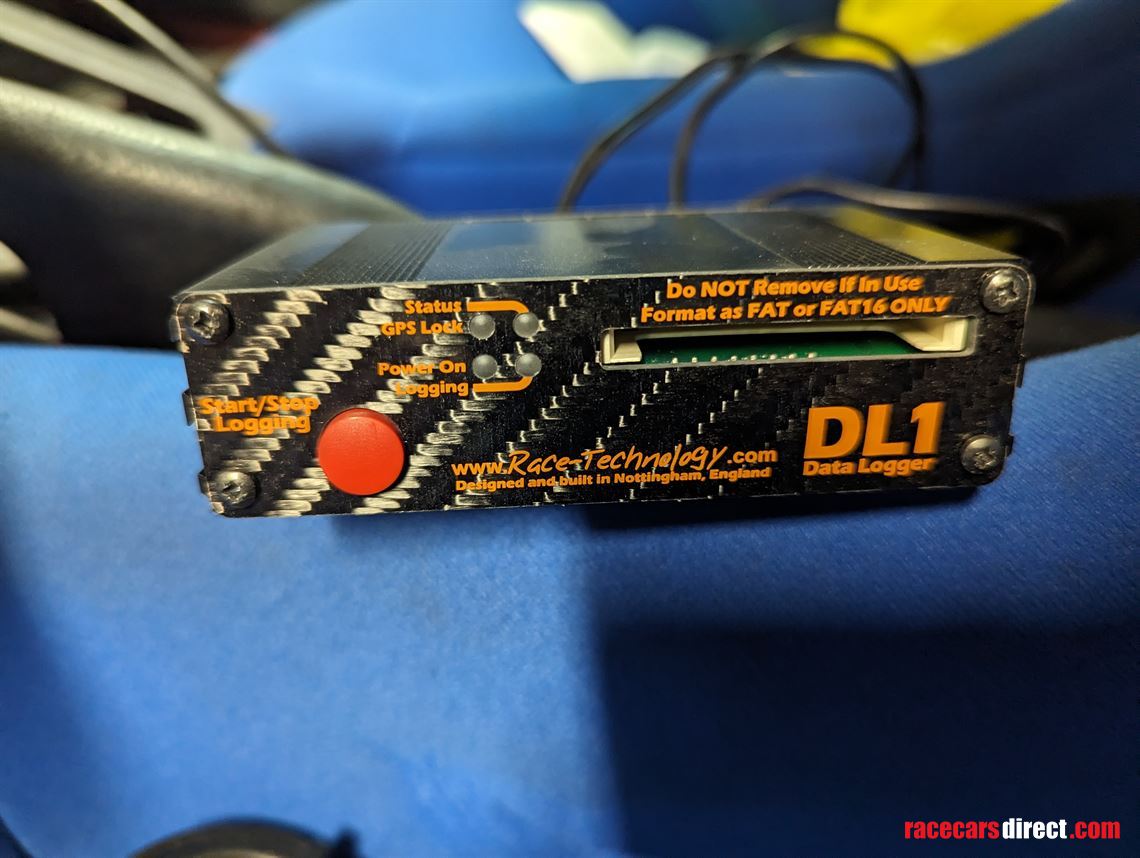 Status
GPS Lock
Power On
Logging
Do NOT Remove If In Use
Format as FAT or FAT16 ONLY
Start/Stop
Logging
www.Race-Technology.com
Designed and built in Nottingham, England
DL1
Data Logger
racecarsdirect.com